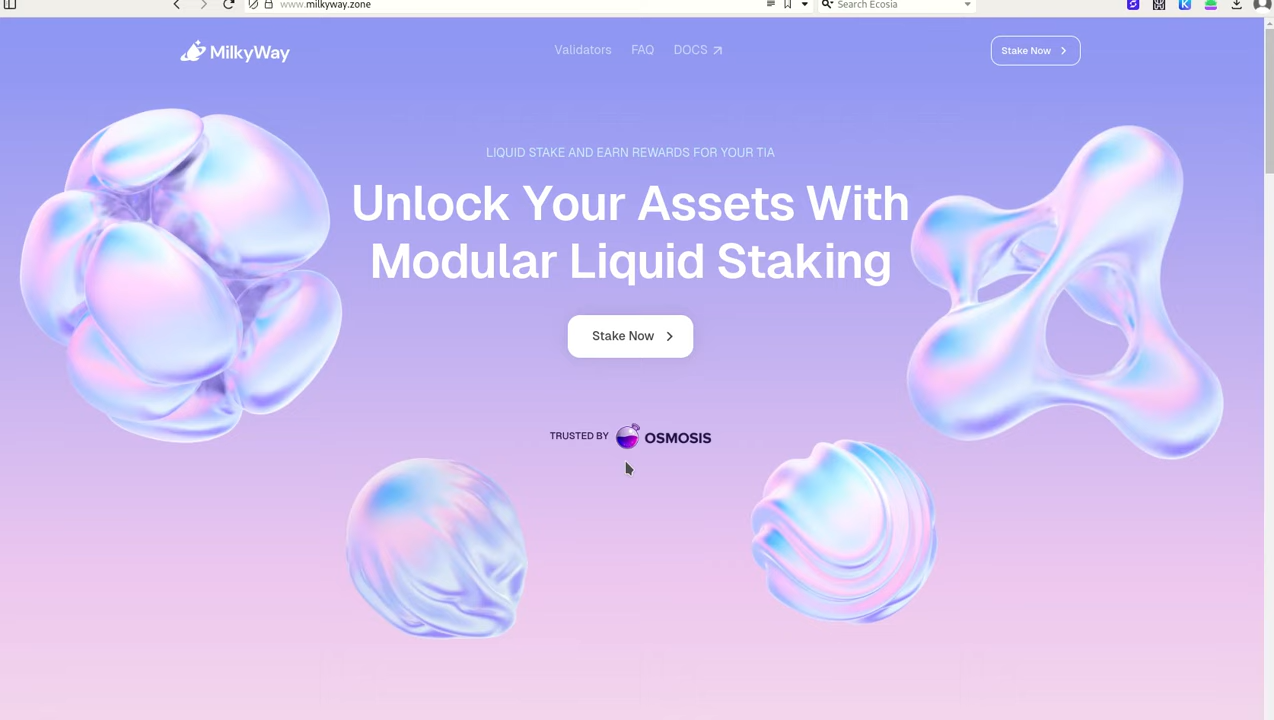 www.milkyway.zone
Search Ecosia
MilkyWay
Validators
FAQ
DOCS
Stake Now
LIQUID STAKE AND EARN REWARDS FOR YOUR TIA
Unlock Your Assets With
Modular Liquid Staking
Stake Now
TRUSTED BY OSMOSIS